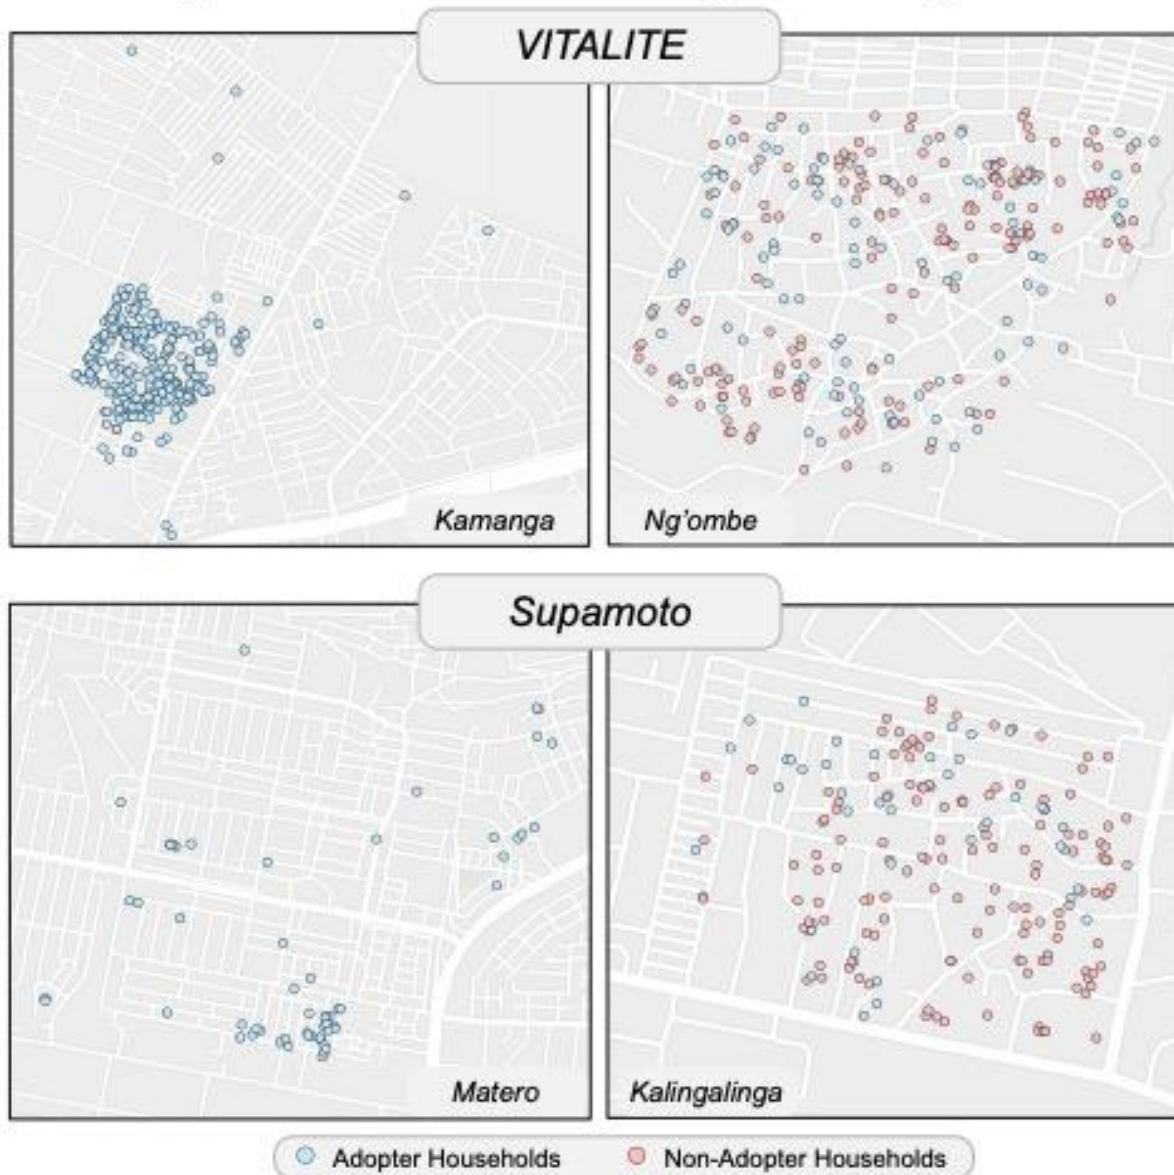 VITALITE
Kamanga
Ng'ombe
Supamoto
Matero
Kalingalinga
Adopter Households
Non-Adopter Households